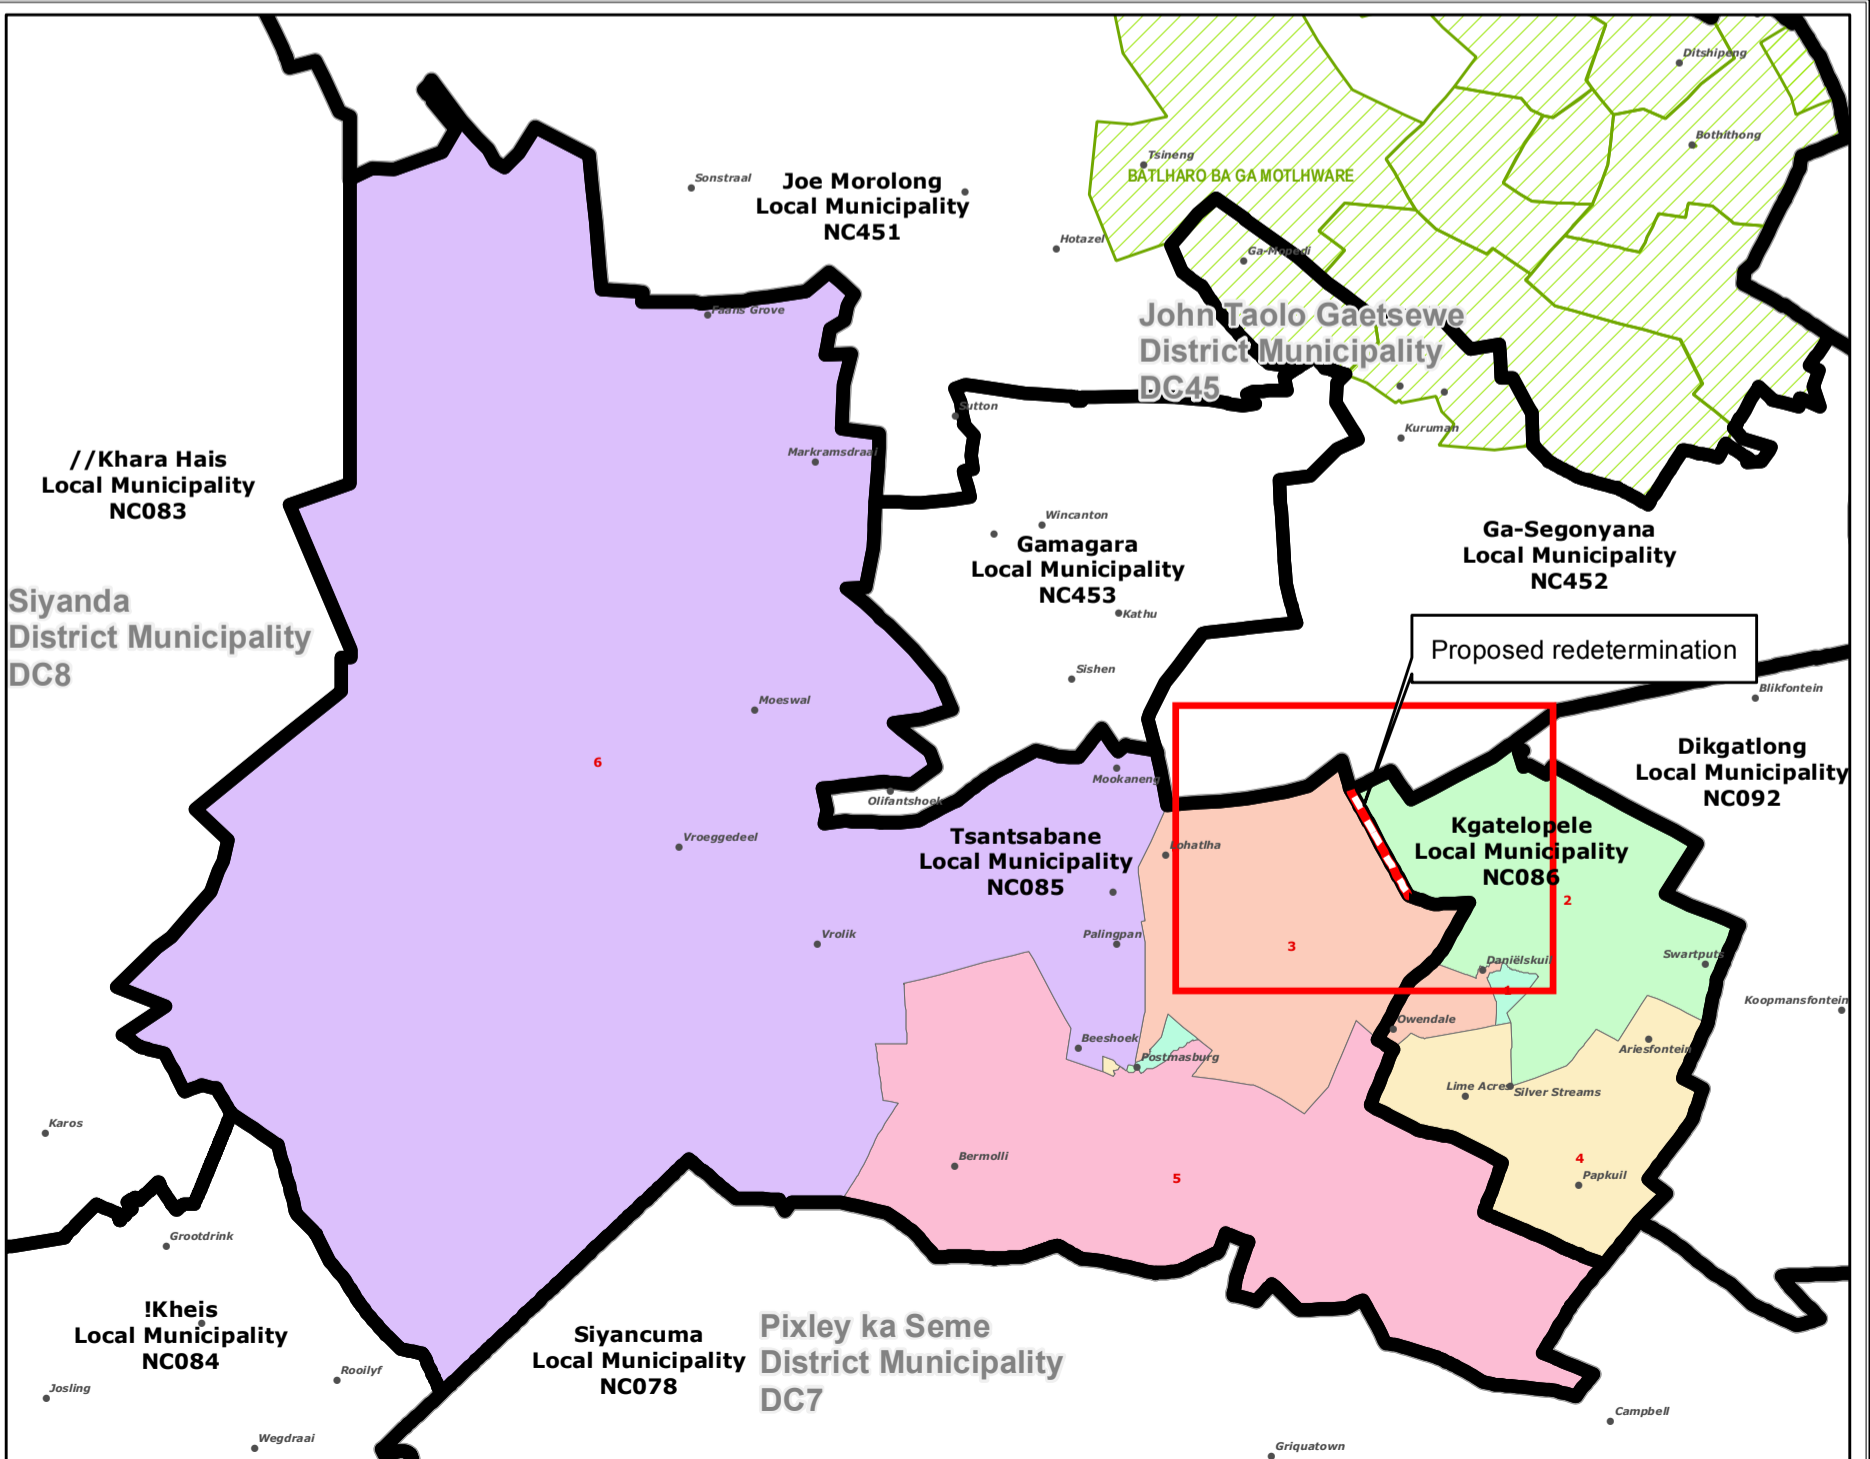 Ditshipeng
Bothithong
Tsineng
BATLHARO BA GA MOTLHWARE
Sonstraal
Joe Morolong
Local Municipality
NC451
Hotazel
Ga-Mopedi
John Taolo Gaetsewe
District Municipality
DC45
Faans Grove
Sutton
Kuruman
Markramsdraai
//Khara Hais
Local Municipality
NC083
Wincanton
Gamagara
Local Municipality
NC453
Kathu
Ga-Segonyana
Local Municipality
NC452
Siyanda
District Municipality
DC8
Proposed redetermination
Sishen
Blikfontein
Moeswal
6
Mookaneng
Dikgatlong
Local Municipality
NC092
Olifantshoek
Vroeggedeel
Tsantsabane
Local Municipality
NC085
Lohatlha
Kgatelopele
Local Municipality
NC086
2
Vrolik
Palingpan
3
Daniëlskuil
Swartputs
1
Koopmansfontein
Owendale
Beeshoek
Postmasburg
Ariesfontein
Lime Acres
Silver Streams
Karos
Bermolli
5
4
Papkuil
Grootdrink
!Kheis
Local Municipality
NC084
Siyancuma
Local Municipality
NC078
Pixley ka Seme
District Municipality
DC7
Rooilyf
Josling
Campbell
Wegdraai
Griquatown